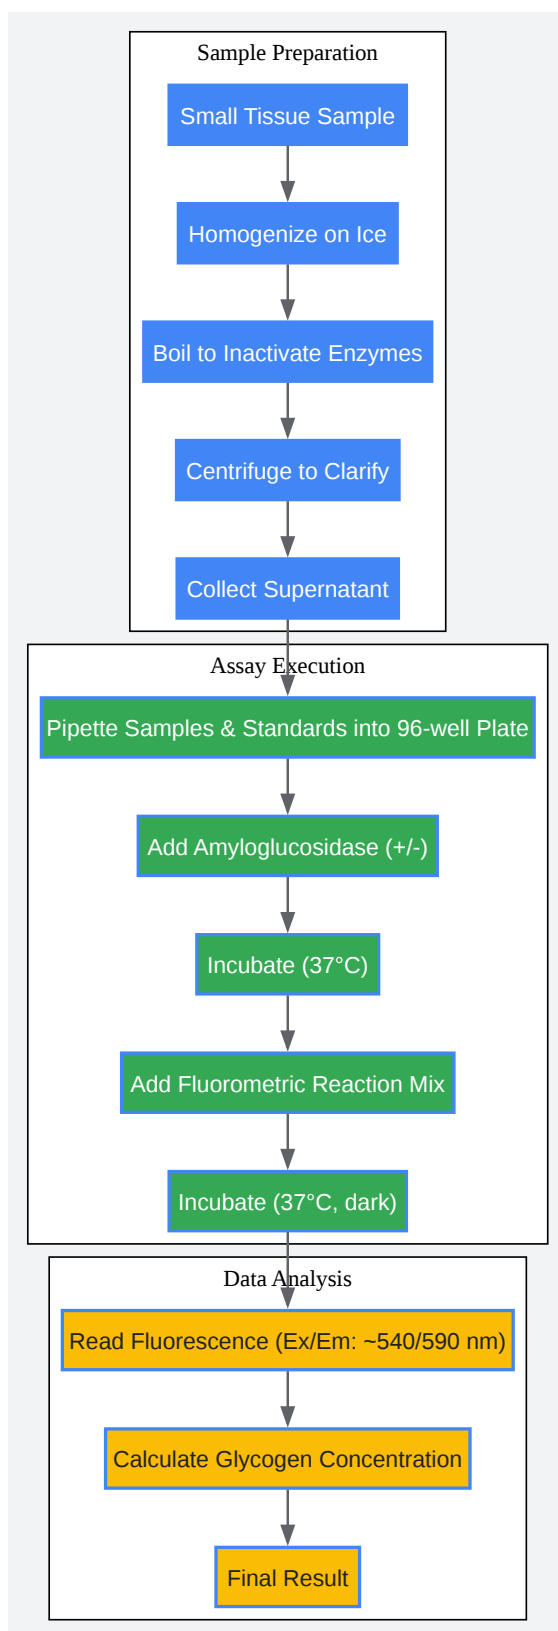 Sample Preparation
Small Tissue Sample
Homogenize on Ice
Boil to Inactivate Enzymes
Centrifuge to Clarify
Collect Supernatant
Assay Execution
Pipette Samples & Standards into 96-well Plate
Add Amyloglucosidase (+/-)
Incubate (37°C)
Add Fluorometric Reaction Mix
Incubate (37°C, dark)
Data Analysis
Read Fluorescence (Ex/Em: ~540/590 nm)
Calculate Glycogen Concentration
Final Result